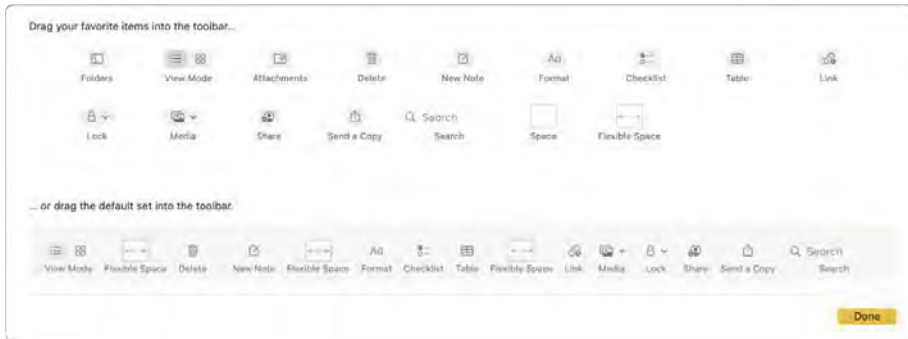 Drag your favorite items into the toolbar...
Folders View Mode Attachments Delete New Note Format Checklist Table Link
Search
Lock Media Share Send a Copy Search Space Flexible Space
... or drag the default set into the toolbar.
Search
View Mode Flexible Space Delete New Note Flexible Space Format Checklist Table Flexible Space Link Media Lock Share Send a Copy Search
Done